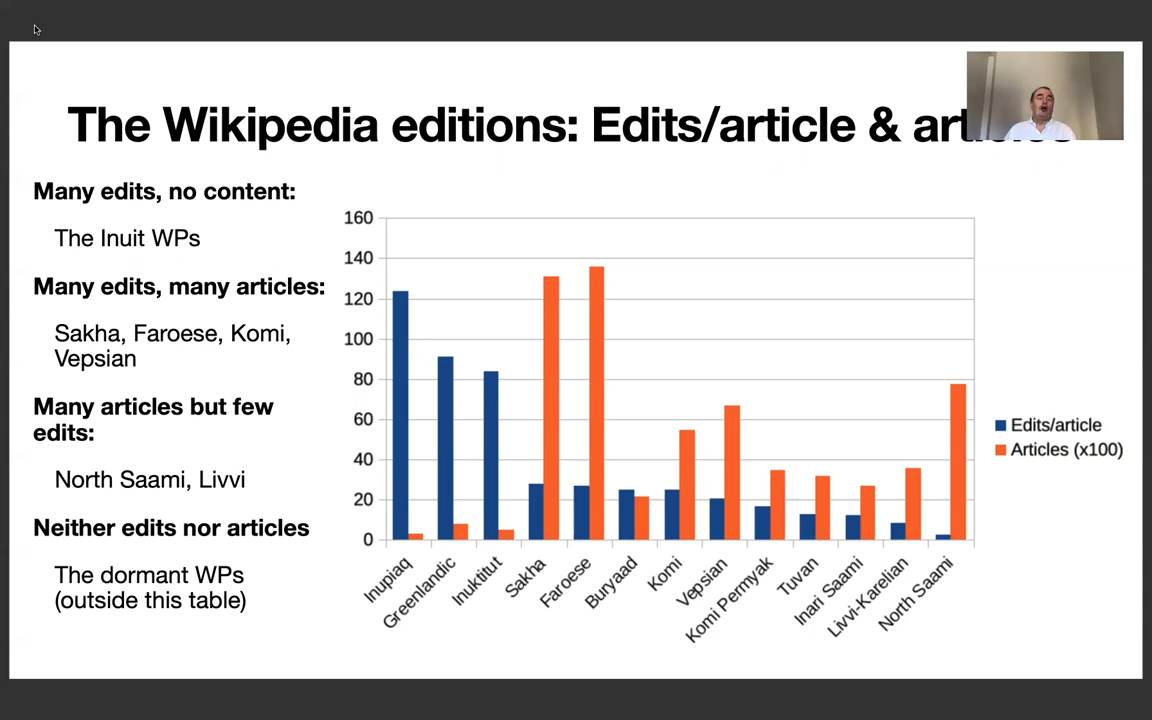 The Wikipedia editions: Edits/article & articles
Many edits, no content:
The Inuit WPs
Many edits, many articles:
Sakha, Faroese, Komi,
Vepsian
Many articles but few
edits:
North Saami, Livvi
Neither edits nor articles
The dormant WPs
(outside this table)
160
140
120
100
80
60
40
20
0
Inupiaq
Greenlandic
Inuktitut
Sakha
Faroese
Buryaad
Komi
Vepsian
Komi Permyak
Tuvan
Inari Saami
Livvi-Karelian
North Saami
Edits/article
Articles (x100)